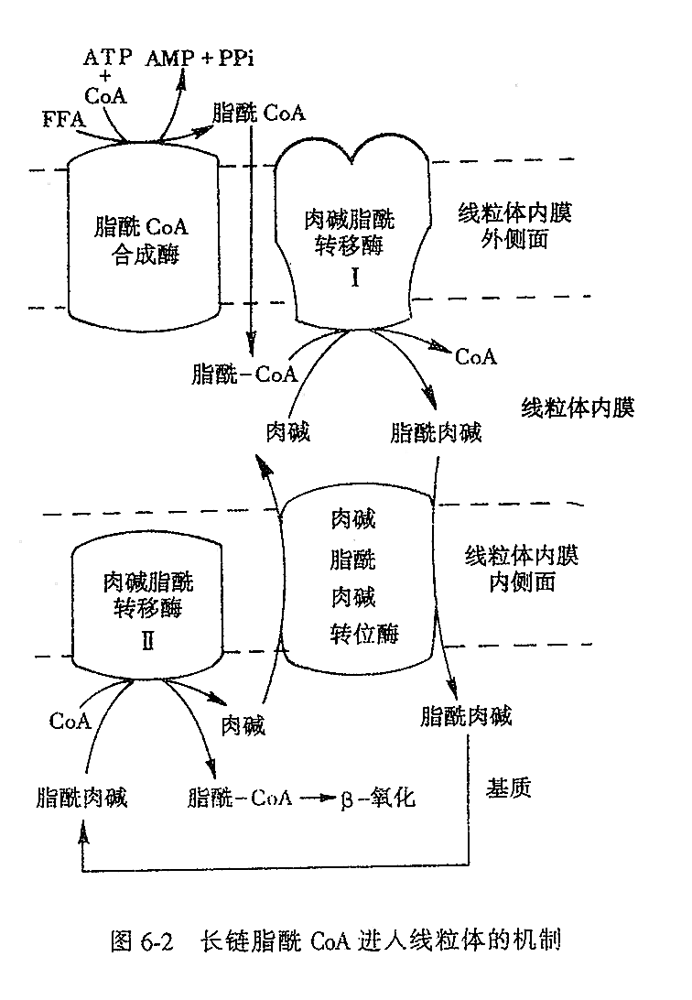 ATP AMP + PPi
+
CoA
FFA
脂酰 CoA
脂酰 CoA
合成酶
肉碱脂酰
转移酶
Ⅰ
线粒体内膜
外侧面
脂酰-CoA
CoA
肉碱
脂酰肉碱
线粒体内膜
肉碱
脂酰
肉碱
转位酶
肉碱脂酰
转移酶
Ⅱ
线粒体内膜
内侧面
CoA
肉碱
脂酰肉碱
脂酰肉碱
脂酰-CoA
β-氧化
基质
图 6-2 长链脂酰 CoA 进入线粒体的机制